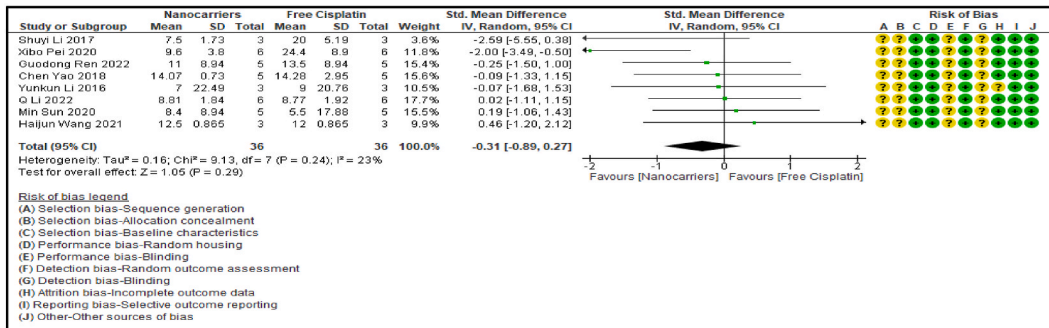 Nanocarriers Free Cisplatin Std. Mean Difference Std. Mean Difference Risk of Bias
Study or Subgroup Mean SD Total Mean SD Total Weight IV, Random, 95% CI IV, Random, 95% CI A B C D E F G H I J
Shuyi Li 2017 7.5 1.73 3 20 5.19 3 3.6% -2.59 [-5.55, 0.38] ? ? + + ? + ? + + +
Xibo Pei 2020 9.6 3.8 6 24.4 8.9 6 11.8% -2.00 [-3.49, -0.50] ? ? + + ? + ? + + +
Guodong Ren 2022 11 8.94 5 13.5 8.94 5 15.4% -0.25 [-1.50, 1.00] ? ? + + ? + ? + + +
Chen Yao 2018 14.07 0.73 5 14.28 2.95 5 15.5% -0.09 [-1.33, 1.15] ? ? + + ? + ? + + +
Yunkun Li 2016 7 22.49 3 9 20.76 3 10.1% -0.07 [-1.68, 1.53] ? ? + + ? ? ? ? + +
Q Li 2022 8.81 1.84 6 8.77 1.92 6 17.7% 0.02 [-1.11, 1.15] ? ? + + ? + ? + + +
Min Sun 2020 8.4 8.94 5 5.5 17.88 5 15.5% 0.19 [-1.06, 1.43] ? ? + + ? + ? + + +
Haijun Wang 2021 12.5 0.865 3 12 0.865 3 9.6% 0.46 [-1.20, 2.12] ? ? + + ? + ? + + +
Total (95% CI) 36 36 100.0% -0.31 [-0.89, 0.27]
Heterogeneity: Tau² = 0.16; Chi² = 9.13, df= 7 (P = 0.24); I² = 23%
Test for overall effect: Z = 1.05 (P = 0.29)
-2 -1 0 1 2
Favours [Nanocarriers] Favours [Free Cisplatin]
Risk of bias legend
(A) Selection bias-Sequence generation
(B) Selection bias-Allocation concealment
(C) Selection bias-Baseline characteristics
(D) Performance bias-Random housing
(E) Performance bias-Blinding
(F) Detection bias-Random outcome assessment
(G) Detection bias-Blinding
(H) Attrition bias-Incomplete outcome data
(I) Reporting bias-Selective outcome reporting
(J) Other-Other sources of bias